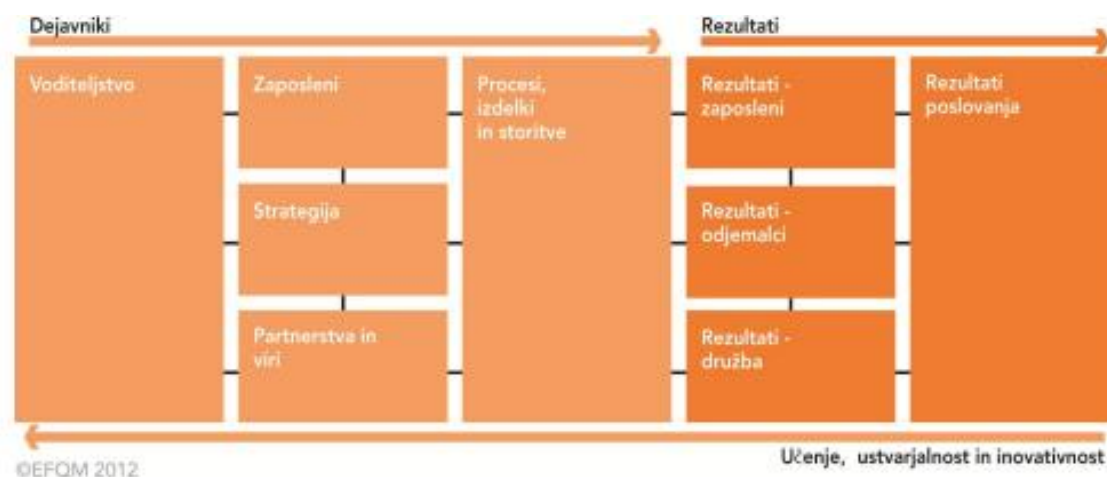 Dejavniki
Rezultati
Voditeljstvo
Zaposleni
Procesi,
izdelki
in storitve
Rezultati -
zaposleni
Rezultati
poslovanja
Strategija
Rezultati -
odjemalci
Partnerstva in
viri
Rezultati -
družba
Učenje, ustvarjalnost in inovativnost
©EFQM 2012